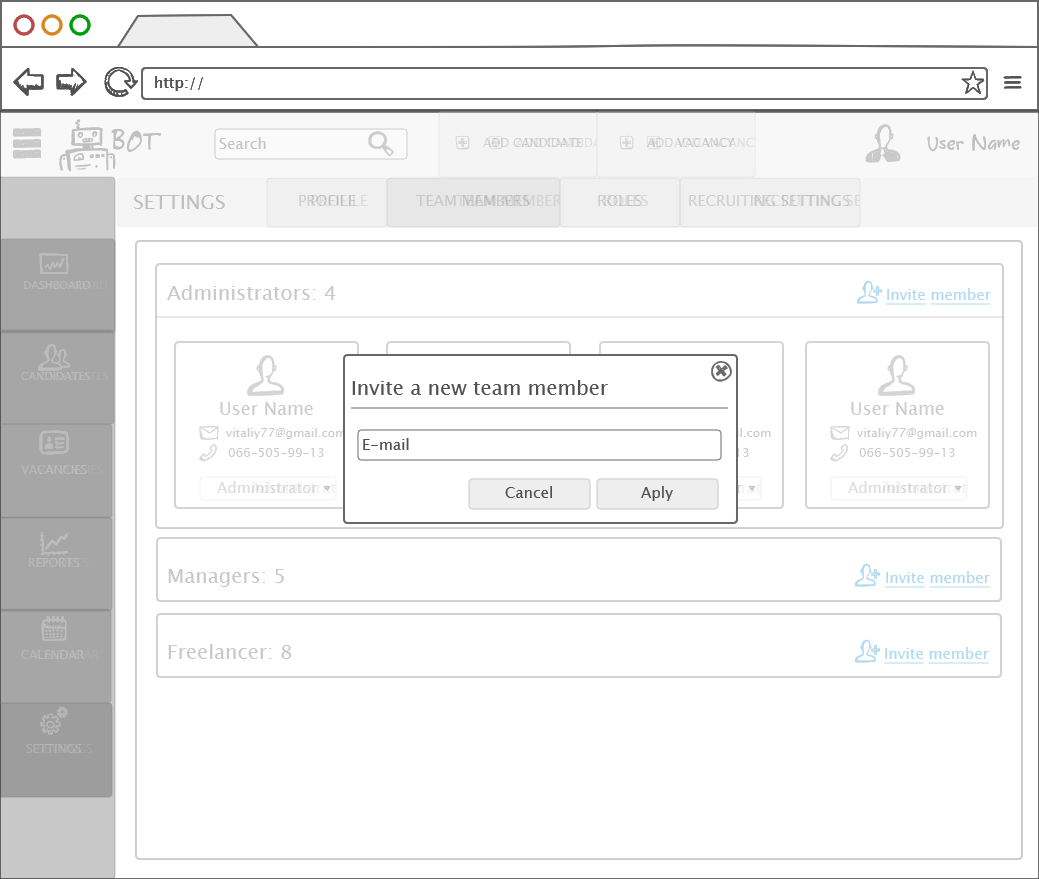 http://
BOT
Search
ADD CANDIDATE
ADD VACANCY
User Name
SETTINGS
PROFILE
TEAM MEMBERS
ROLES
RECRUITING SETTINGS
DASHBOARD
CANDIDATES
VACANCIES
REPORTS
CALENDAR
SETTINGS
Administrators: 4
Invite member
User Name
vitaliy77@gmail.com
066-505-99-13
Administrator
Invite a new team member
E-mail
Cancel
Aply
User Name
vitaliy77@gmail.com
066-505-99-13
Administrator
Managers: 5
Invite member
Freelancer: 8
Invite member